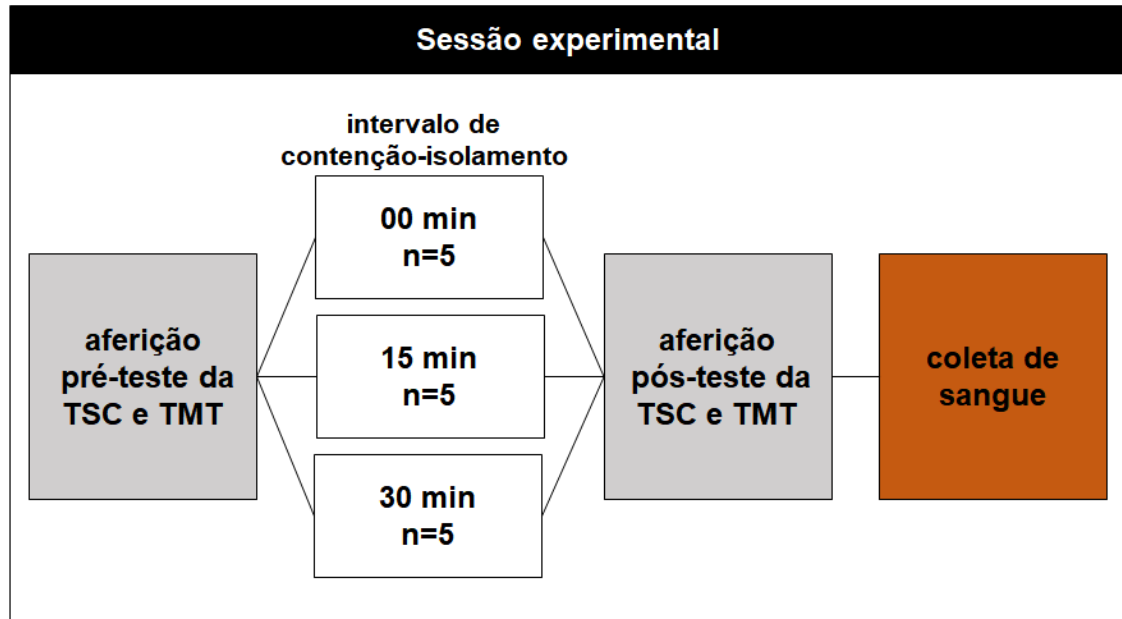 Sessão experimental
intervalo de
contenção-isolamento
aferição
pré-teste da
TSC e TMT
00 min
n=5
15 min
n=5
30 min
n=5
aferição
pós-teste da
TSC e TMT
coleta de
sangue